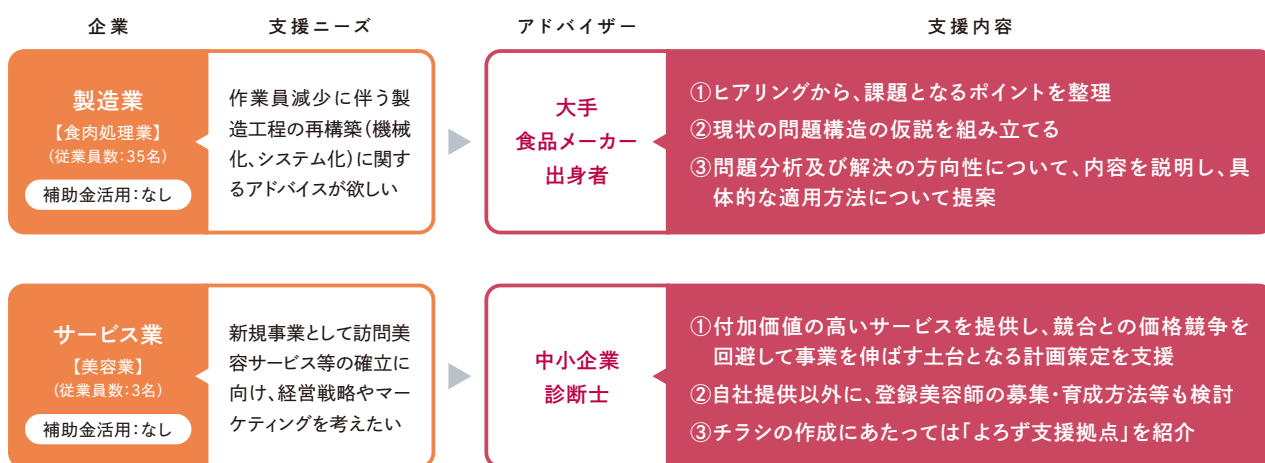 企業 支援ニーズ アドバイザー 支援内容
製造業
【食肉処理業】
(従業員数:35名)
補助金活用:なし
作業員減少に伴う製
造工程の再構築(機械
化、システム化)に関す
るアドバイスが欲しい
大手
食品メーカー
出身者
①ヒアリングから、課題となるポイントを整理
②現状の問題構造の仮説を組み立てる
③問題分析及び解決の方向性について、内容を説明し、具
体的な適用方法について提案
サービス業
【美容業】
(従業員数:3名)
補助金活用:なし
新規事業として訪問美
容サービス等の確立に
向け、経営戦略やマー
ケティングを考えたい
中小企業
診断士
①付加価値の高いサービスを提供し、競合との価格競争を
回避して事業を伸ばす土台となる計画策定を支援
②自社提供以外に、登録美容師の募集・育成方法等も検討
③チラシの作成にあたっては「よろず支援拠点」を紹介